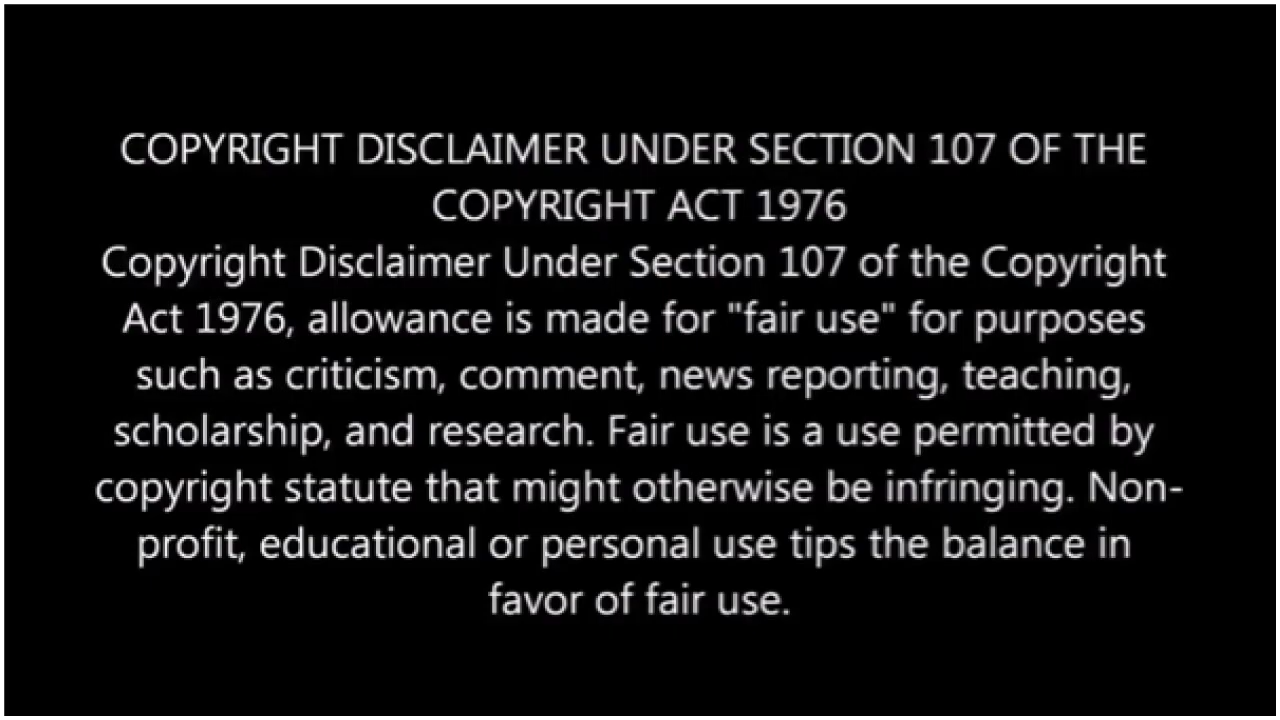 COPYRIGHT DISCLAIMER UNDER SECTION 107 OF THE
COPYRIGHT ACT 1976
Copyright Disclaimer Under Section 107 of the Copyright
Act 1976, allowance is made for "fair use" for purposes
such as criticism, comment, news reporting, teaching,
scholarship, and research. Fair use is a use permitted by
copyright statute that might otherwise be infringing. Non-
profit, educational or personal use tips the balance in
favor of fair use.